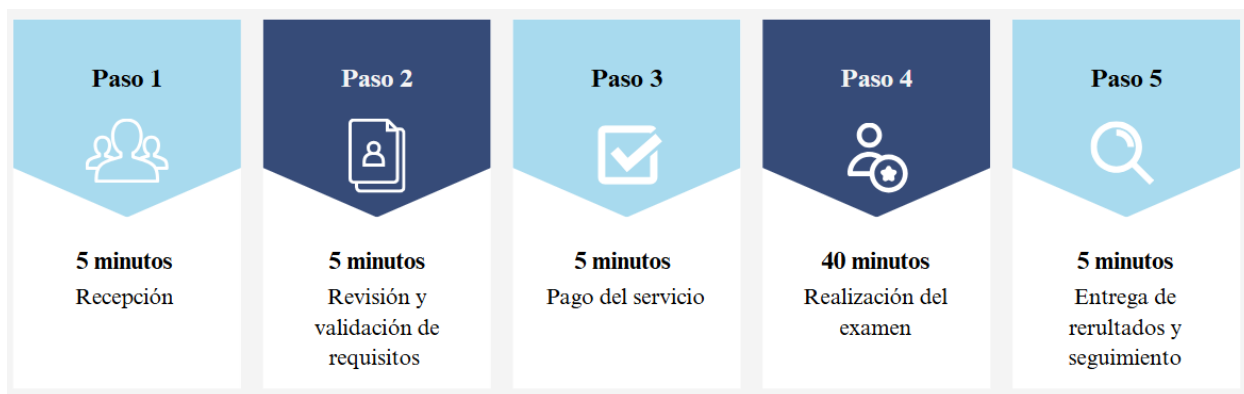 Paso 1
Paso 2
Paso 3
Paso 4
Paso 5
5 minutos
Recepción
5 minutos
Revisión y
validación de
requisitos
5 minutos
Pago del servicio
40 minutos
Realización del
examen
5 minutos
Entrega de
rerultados y
seguimiento